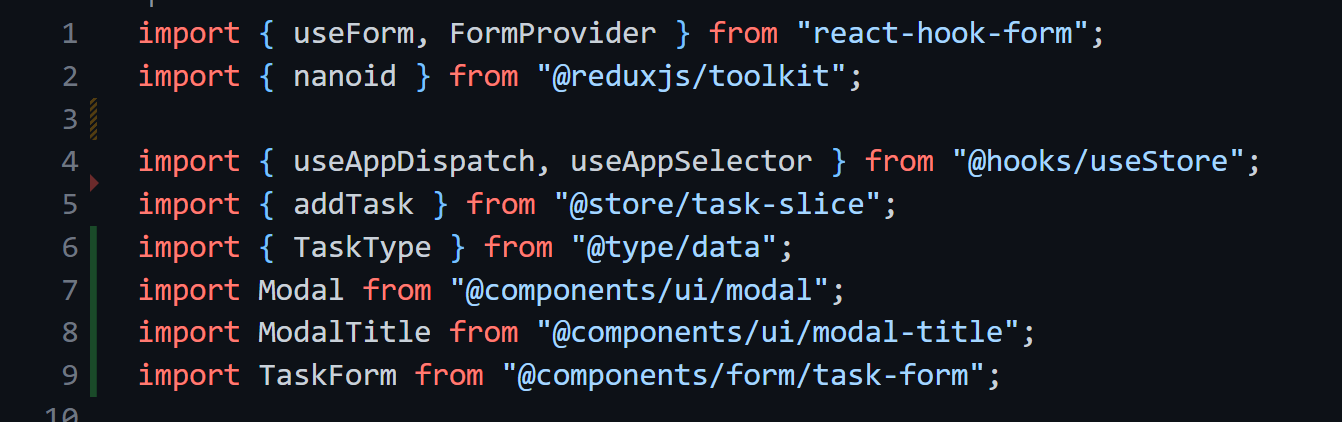 1 import { useForm, FormProvider } from "react-hook-form";
2 import { nanoid } from "@reduxjs/toolkit";
3
4 import { useAppDispatch, useAppSelector } from "@hooks/useStore";
5 import { addTask } from "@store/task-slice";
6 import { TaskType } from "@type/data";
7 import Modal from "@components/ui/modal";
8 import ModalTitle from "@components/ui/modal-title";
9 import TaskForm from "@components/form/task-form";
10